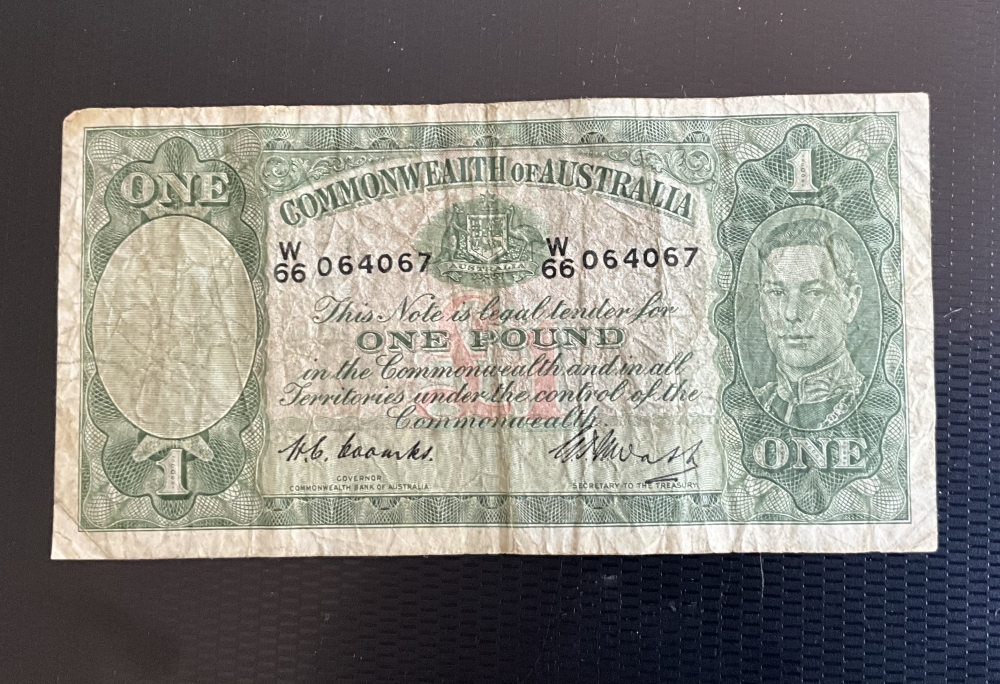 ONE
COMMONWEALTH OF AUSTRALIA
1
W
66 064067
W
66 064067
AUSTRALIA
This Note is legal tender for
ONE POUND
in the Commonwealth and in all
Territories under the control of the
Commonwealth.
£1
H.C. Coombs.
GOVERNOR
COMMONWEALTH BANK OF AUSTRALIA
SECRETARY TO THE TREASURY
1
ONE